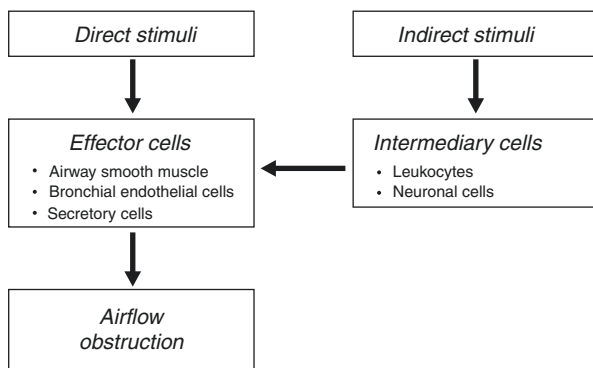 Direct stimuli
Indirect stimuli
Effector cells
• Airway smooth muscle
• Bronchial endothelial cells
• Secretory cells
Intermediary cells
• Leukocytes
• Neuronal cells
Airflow
obstruction